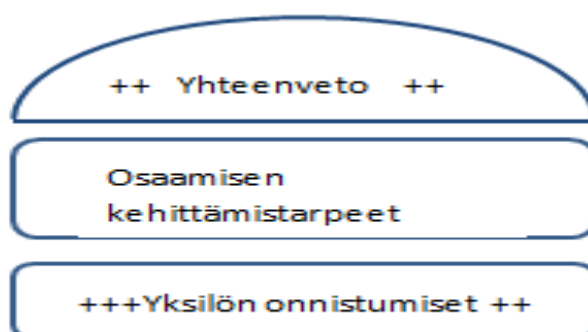 ++ Yhteenveto ++
Osaamisen
kehittämistarpeet
+++Yksilön onnistumiset ++